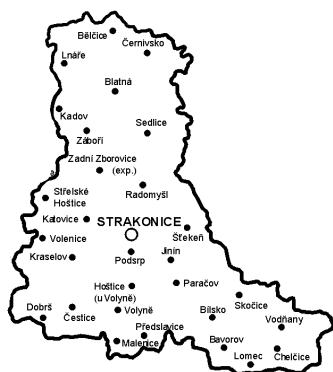 Bělčice
Černivsko
Lnáře
Blatná
Kadov
Záboří
Sedlice
Zadní Zborovice
(exp.)
Radomyšl
Střelské
Hoštice
Katovice
STRAKONICE
Štěkeň
Volenice
Kraselov
Podsrp
Jinín
Hoštice
(u Volyně)
Paračov
Skočice
Dobrš
Čestice
Volyně
Bílsko
Vodňany
Předslavice
Malenice
Bavorov
Lomec
Chelčice